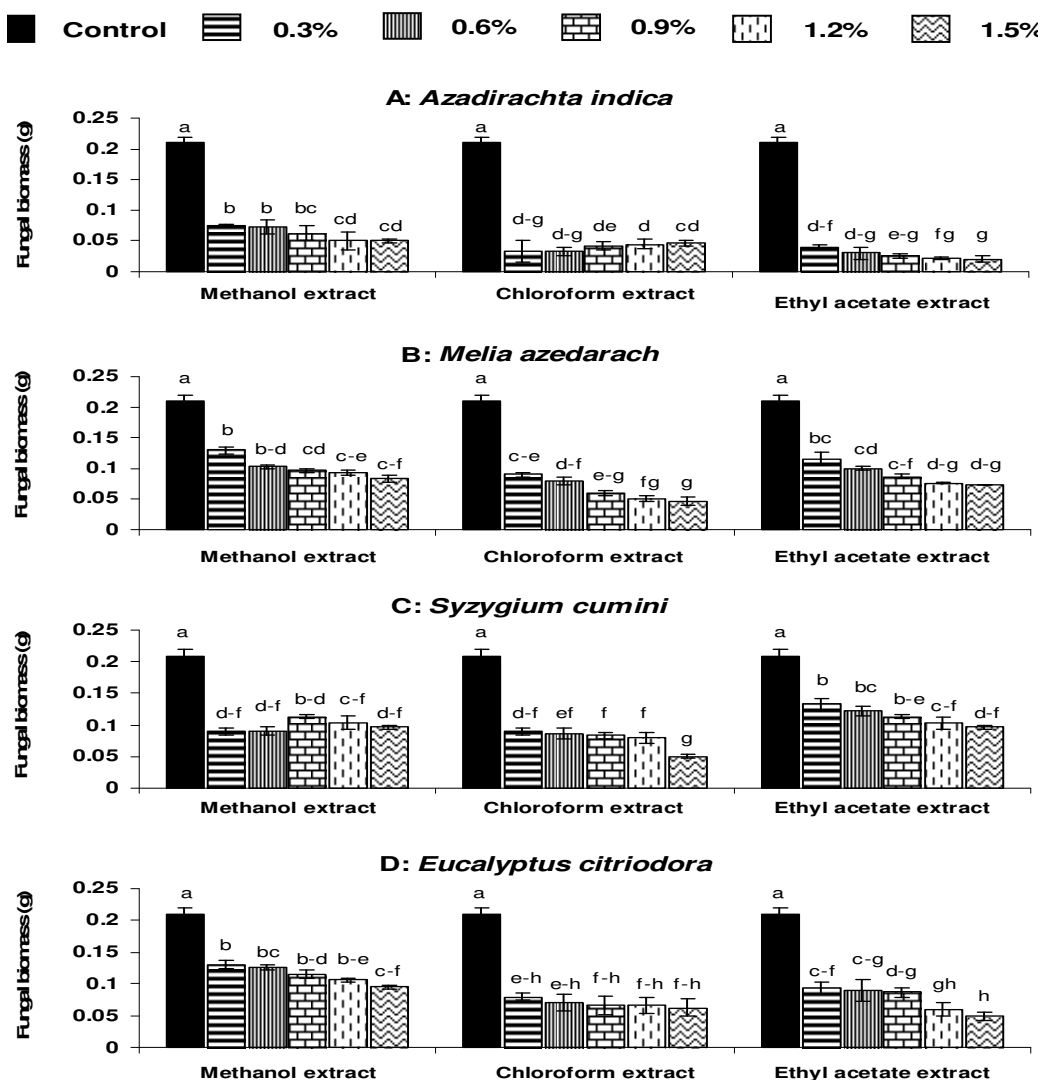 Control 0.3% 0.6% 0.9% 1.2% 1.5%
A: Azadirachta indica
Fungal biomass (g)
0.25
0.2
0.15
0.1
0.05
0
a b b bc cd cd
a d-g d-g de d cd
a d-f d-g e-g fg g
Methanol extract Chloroform extract Ethyl acetate extract
B: Melia azedarach
Fungal biomass (g)
0.25
0.2
0.15
0.1
0.05
0
a b b-d cd c-e c-f
a c-e d-f e-g fg g
a bc cd c-f d-g d-g
Methanol extract Chloroform extract Ethyl acetate extract
C: Syzygium cumini
Fungal biomass (g)
0.25
0.2
0.15
0.1
0.05
0
a d-f d-f b-d c-f d-f
a d-f ef f f g
a b bc b-e c-f d-f
Methanol extract Chloroform extract Ethyl acetate extract
D: Eucalyptus citriodora
Fungal biomass (g)
0.25
0.2
0.15
0.1
0.05
0
a b bc b-d b-e c-f
a e-h e-h f-h f-h f-h
a c-f c-g d-g gh h
Methanol extract Chloroform extract Ethyl acetate extract